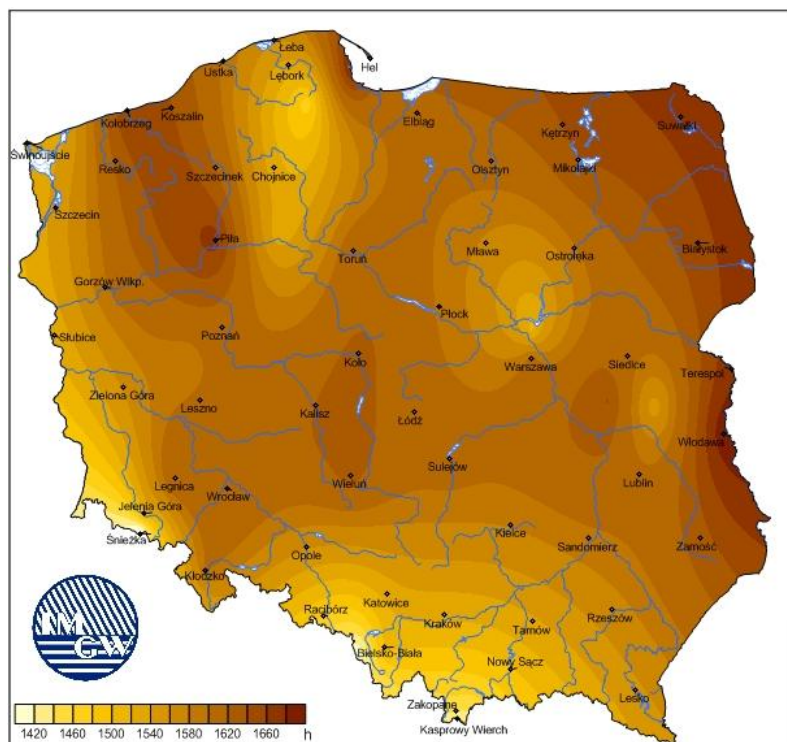 Łeba
Ustka
Hel
Lębork
Koszalin
Kołobrzeg
Elbląg
Suwałki
Kętrzyn
Świnoujście
Resko
Szczecinek
Chojnice
Olsztyn
Mikołajki
Szczecin
Piła
Toruń
Mława
Ostrołęka
Białystok
Gorzów Wlkp.
Płock
Słubice
Poznań
Koło
Warszawa
Siedlce
Terespol
Zielona Góra
Leszno
Kalisz
Łódź
Włodawa
Sulejów
Legnica
Wrocław
Wieluń
Lublin
Jelenia Góra
Śnieżka
Opole
Kielce
Sandomierz
Zamość
Kłodzko
Katowice
Racibórz
Kraków
Tarnów
Rzeszów
Bielsko-Biała
Nowy Sącz
Lesko
Zakopane
Kasprowy Wierch
IM
GW
1420 1460 1500 1540 1580 1620 1660 h